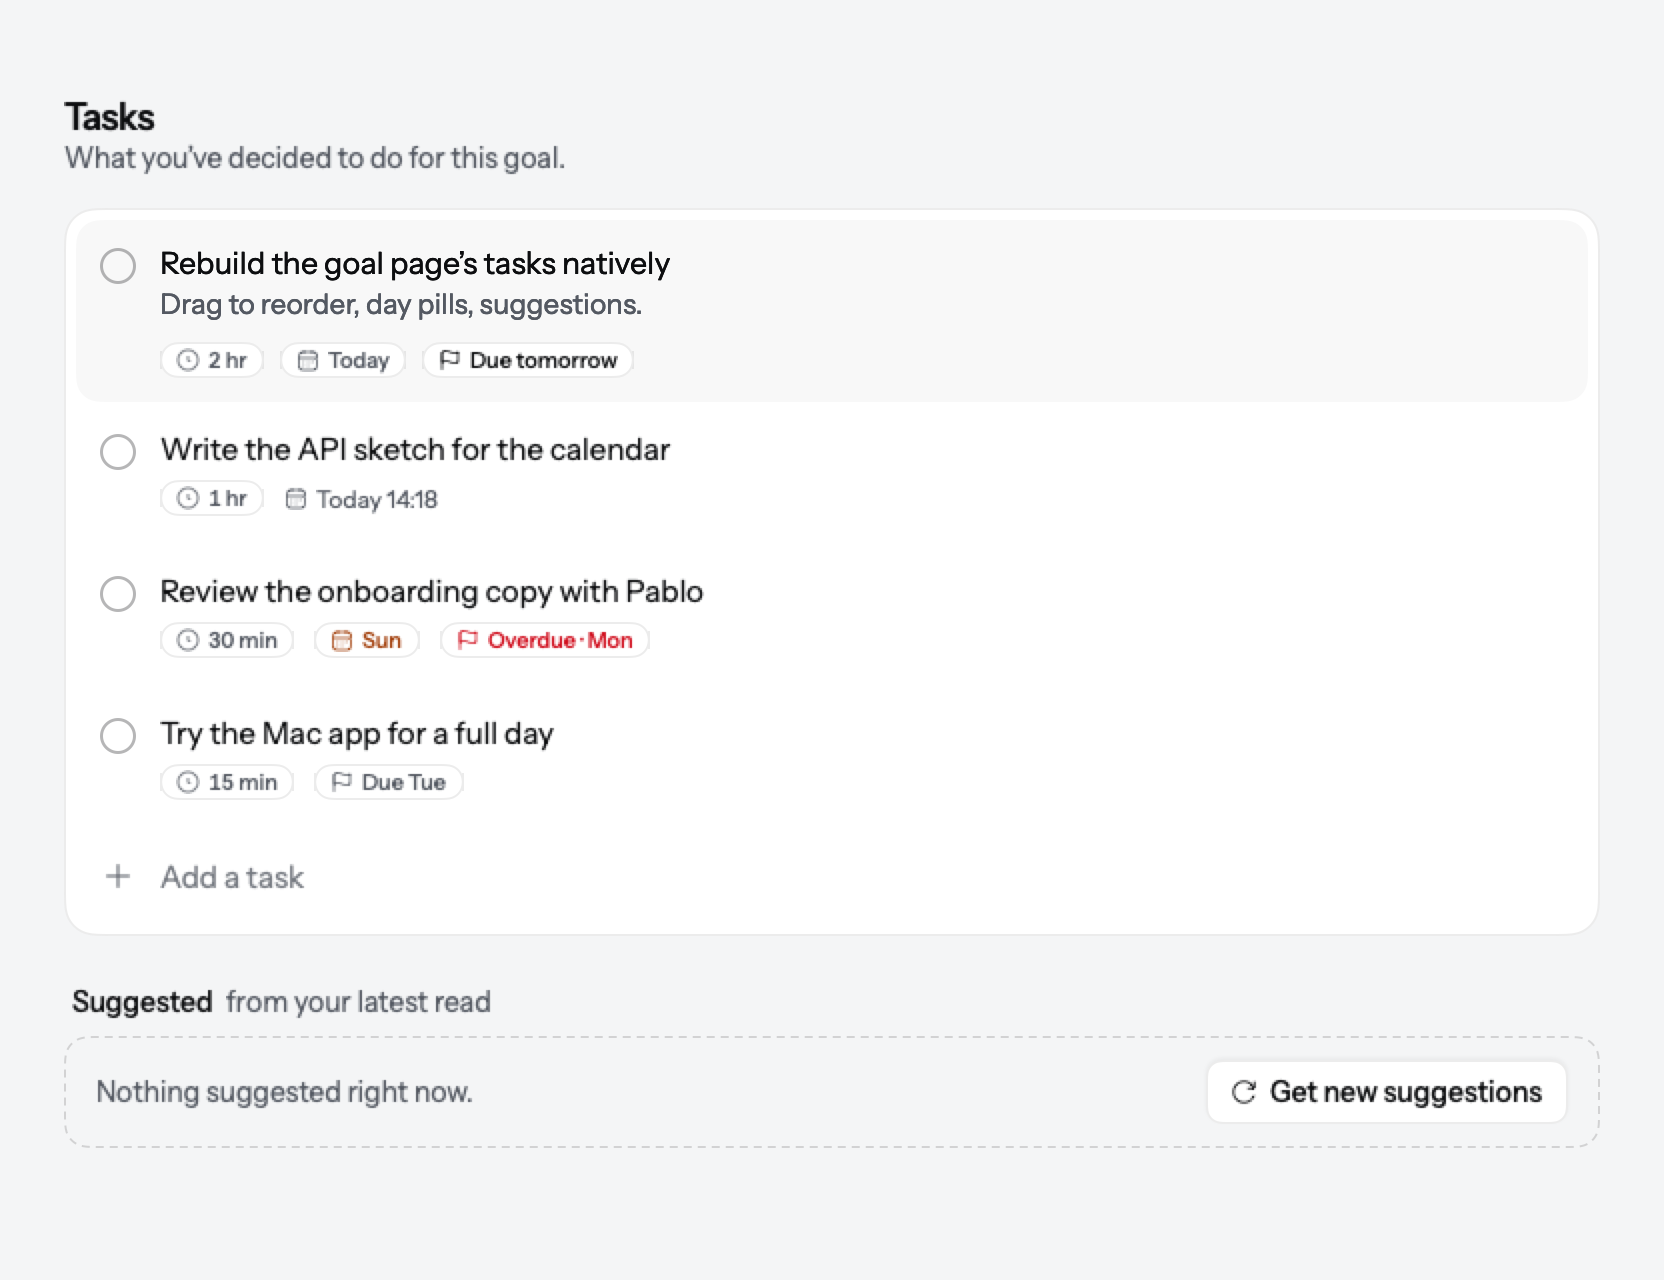 Tasks
What you've decided to do for this goal.
Rebuild the goal page’s tasks natively
Drag to reorder, day pills, suggestions.
2 hr Today Due tomorrow
Write the API sketch for the calendar
1 hr Today 14:18
Review the onboarding copy with Pablo
30 min Sun Overdue · Mon
Try the Mac app for a full day
15 min Due Tue
Add a task
Suggested from your latest read
Nothing suggested right now.
Get new suggestions